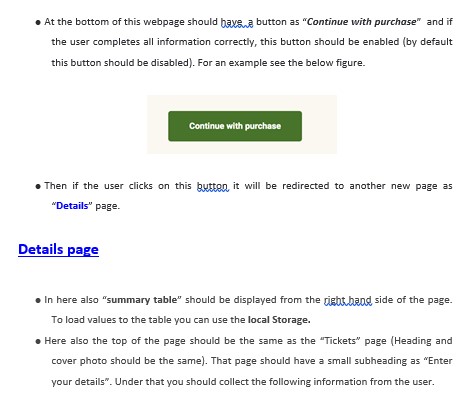 • At the bottom of this webpage should have a button as “Continue with purchase” and if
the user completes all information correctly, this button should be enabled (by default
this button should be disabled). For an example see the below figure.
Continue with purchase
• Then if the user clicks on this button it will be redirected to another new page as
“Details” page.
Details page
• In here also “summary table” should be displayed from the right hand side of the page.
To load values to the table you can use the local Storage.
• Here also the top of the page should be the same as the “Tickets” page (Heading and
cover photo should be the same). That page should have a small subheading as “Enter
your details”. Under that you should collect the following information from the user.